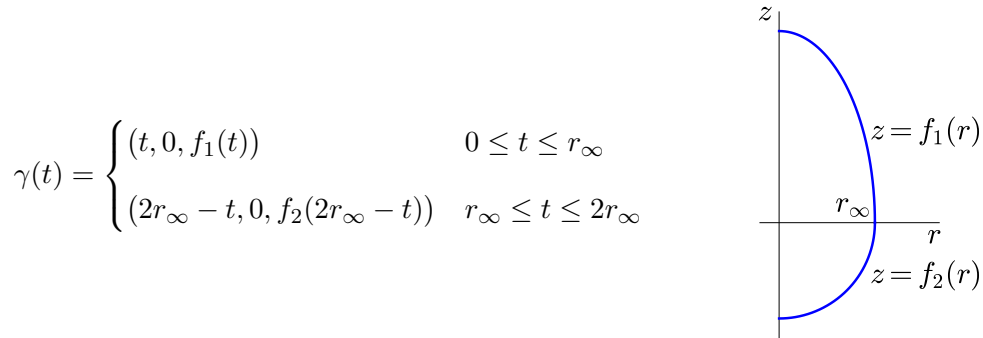 z
γ(t) = { (t, 0, f₁(t))    0 ≤ t ≤ r∞
(2r∞ − t, 0, f₂(2r∞ − t))    r∞ ≤ t ≤ 2r∞
z = f₁(r)
r∞
r
z = f₂(r)